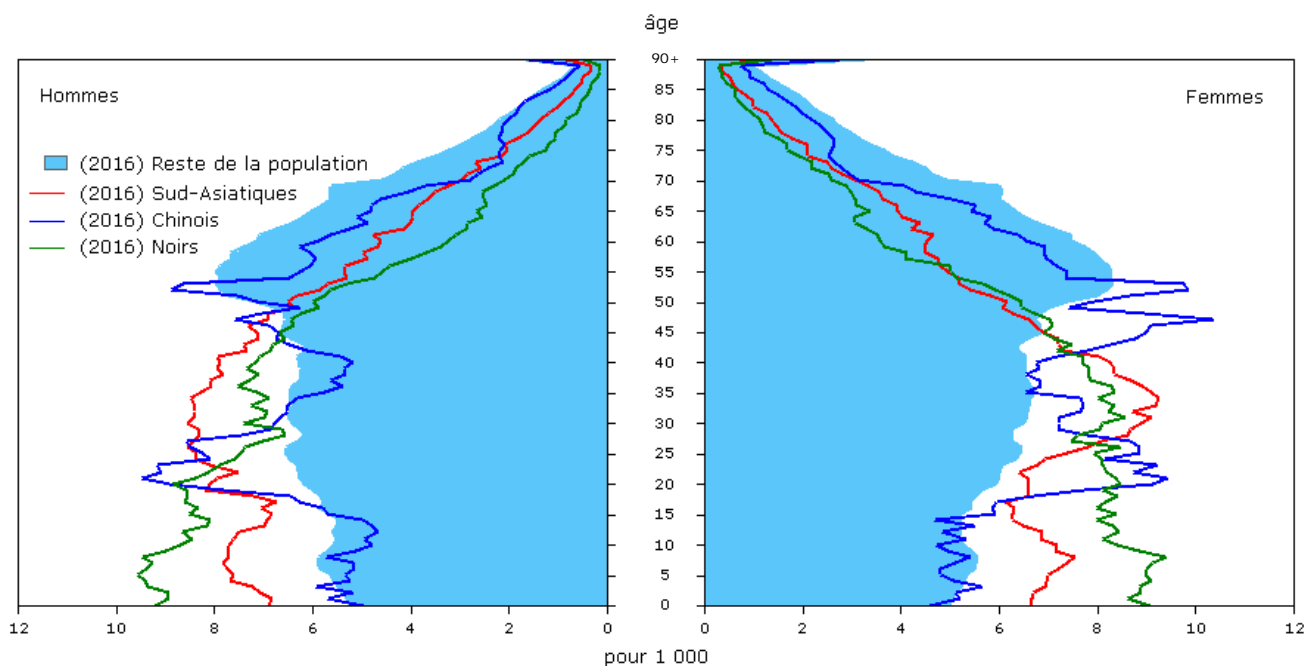 âge
Hommes
Femmes
(2016) Reste de la population
(2016) Sud-Asiatiques
(2016) Chinois
(2016) Noirs
90+
85
80
75
70
65
60
55
50
45
40
35
30
25
20
15
10
5
0
12 10 8 6 4 2 0 0 2 4 6 8 10 12
pour 1 000